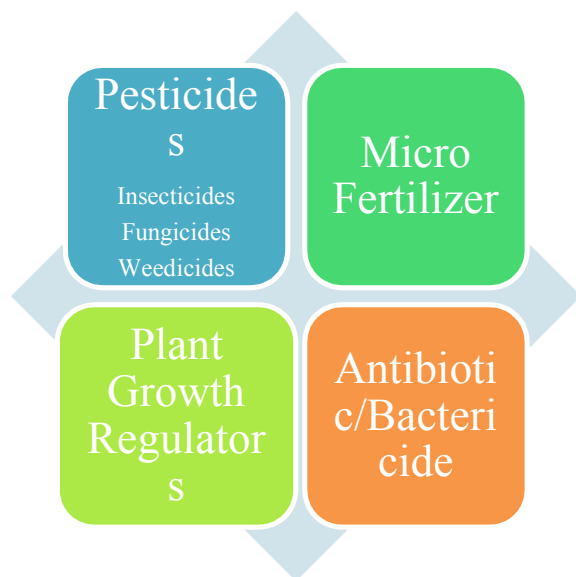 Pesticide
s
Insecticides
Fungicides
Weedicides
Micro
Fertilizer
Plant
Growth
Regulator
s
Antibioti
c/Bacteri
cide